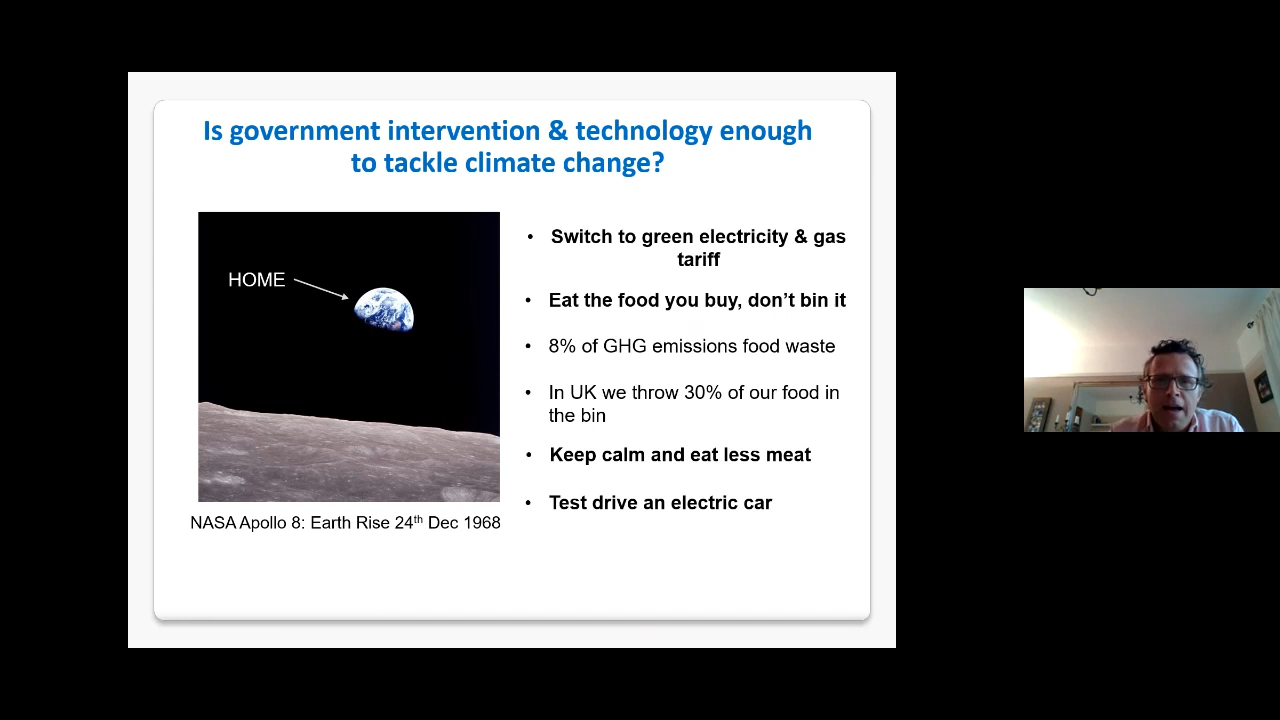 Is government intervention & technology enough
to tackle climate change?
HOME
NASA Apollo 8: Earth Rise 24th Dec 1968
• Switch to green electricity & gas
tariff
• Eat the food you buy, don’t bin it
• 8% of GHG emissions food waste
• In UK we throw 30% of our food in
the bin
• Keep calm and eat less meat
• Test drive an electric car